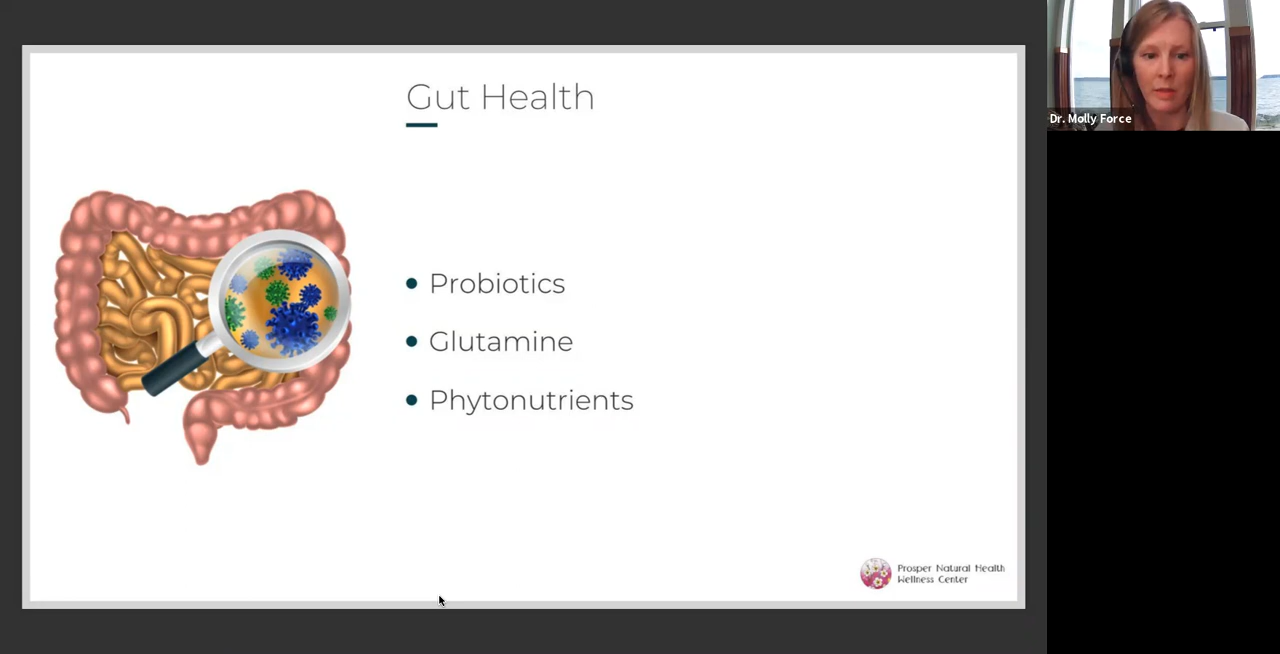 Gut Health
Probiotics
Glutamine
Phytonutrients
Prosper Natural Health
Wellness Center
Dr. Molly Force